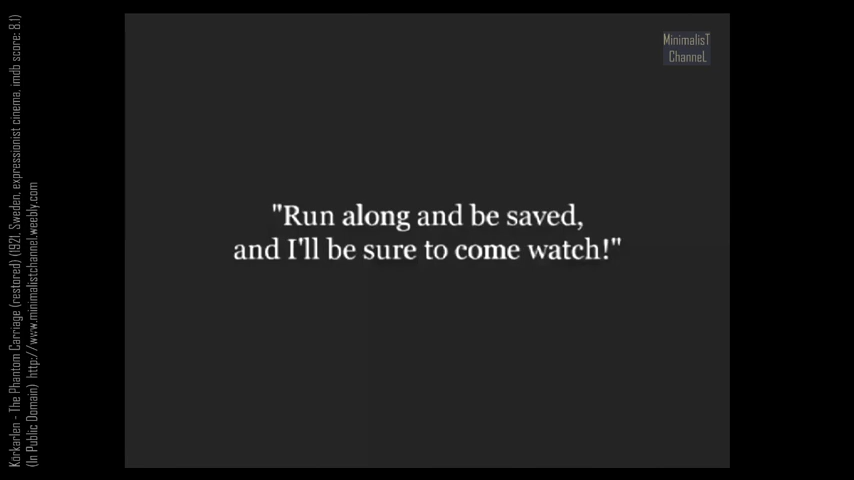 Körkarlen - The Phantom Carriage (restored) (1921, Sweden, expressionist cinema, imdb score: 8.1)
(In Public Domain) http://www.minimalistchannel.weebly.com
MinimalisT
ChanneL
"Run along and be saved,
and I'll be sure to come watch!"